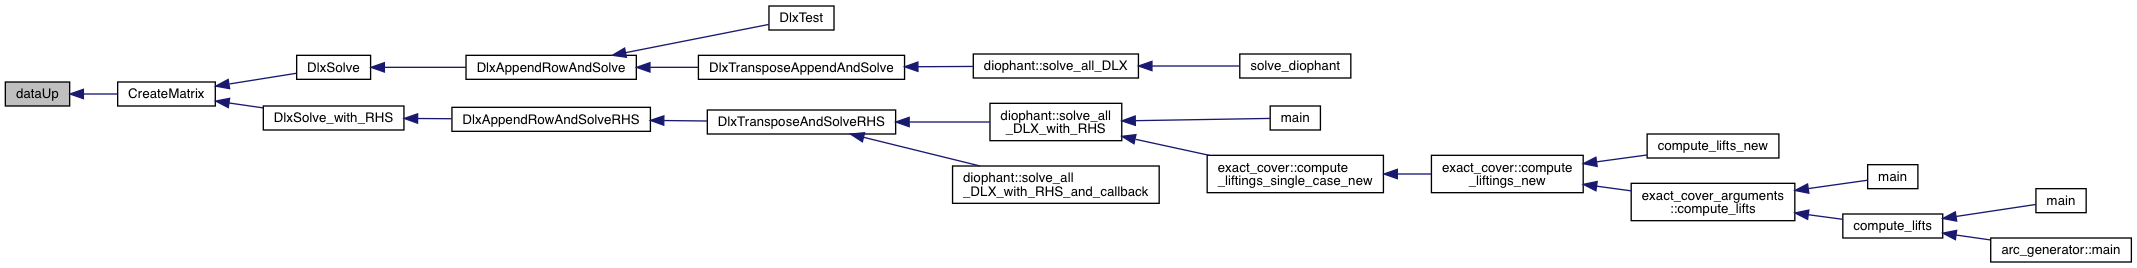 dataUp
CreateMatrix
DlxSolve
DlxAppendRowAndSolve
DlxTest
DlxTransposeAppendAndSolve
diophant::solve_all_DLX
solve_diophant
DlxSolve_with_RHS
DlxAppendRowAndSolveRHS
DlxTransposeAndSolveRHS
diophant::solve_all
_DLX_with_RHS
main
exact_cover::compute
_liftings_single_case_new
exact_cover::compute
_liftings_new
compute_lifts_new
exact_cover_arguments
::compute_lifts
main
compute_lifts
main
arc_generator::main
diophant::solve_all
_DLX_with_RHS_and_callback